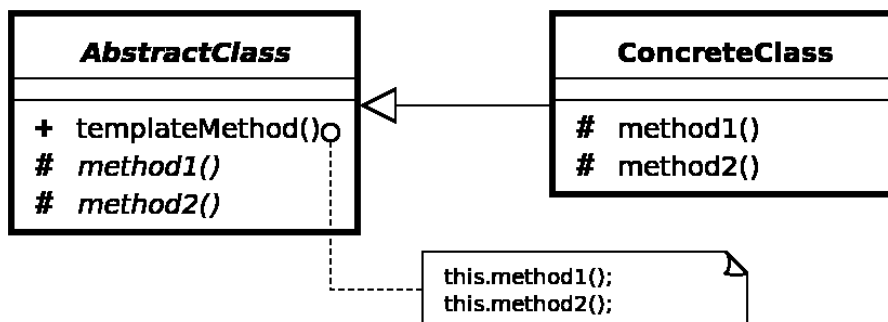 AbstractClass
+ templateMethod()
# method1()
# method2()
ConcreteClass
# method1()
# method2()
this.method1();
this.method2();